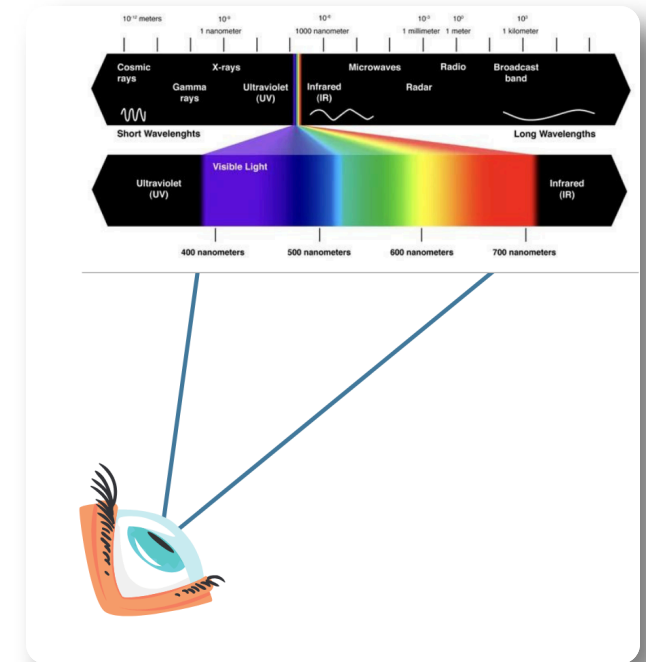 10⁻¹² meters 10⁻⁹ 10⁻⁶ 10⁻³ 10⁰ 10³
1 nanometer 1000 nanometer 1 millimeter 1 meter 1 kilometer
Cosmic rays X-rays Microwaves Radio Broadcast band
Gamma rays Ultraviolet (UV) Infrared (IR) Radar
Short Wavelenghts Long Wavelengths
Visible Light
Ultraviolet (UV) Infrared (IR)
400 nanometers 500 nanometers 600 nanometers 700 nanometers